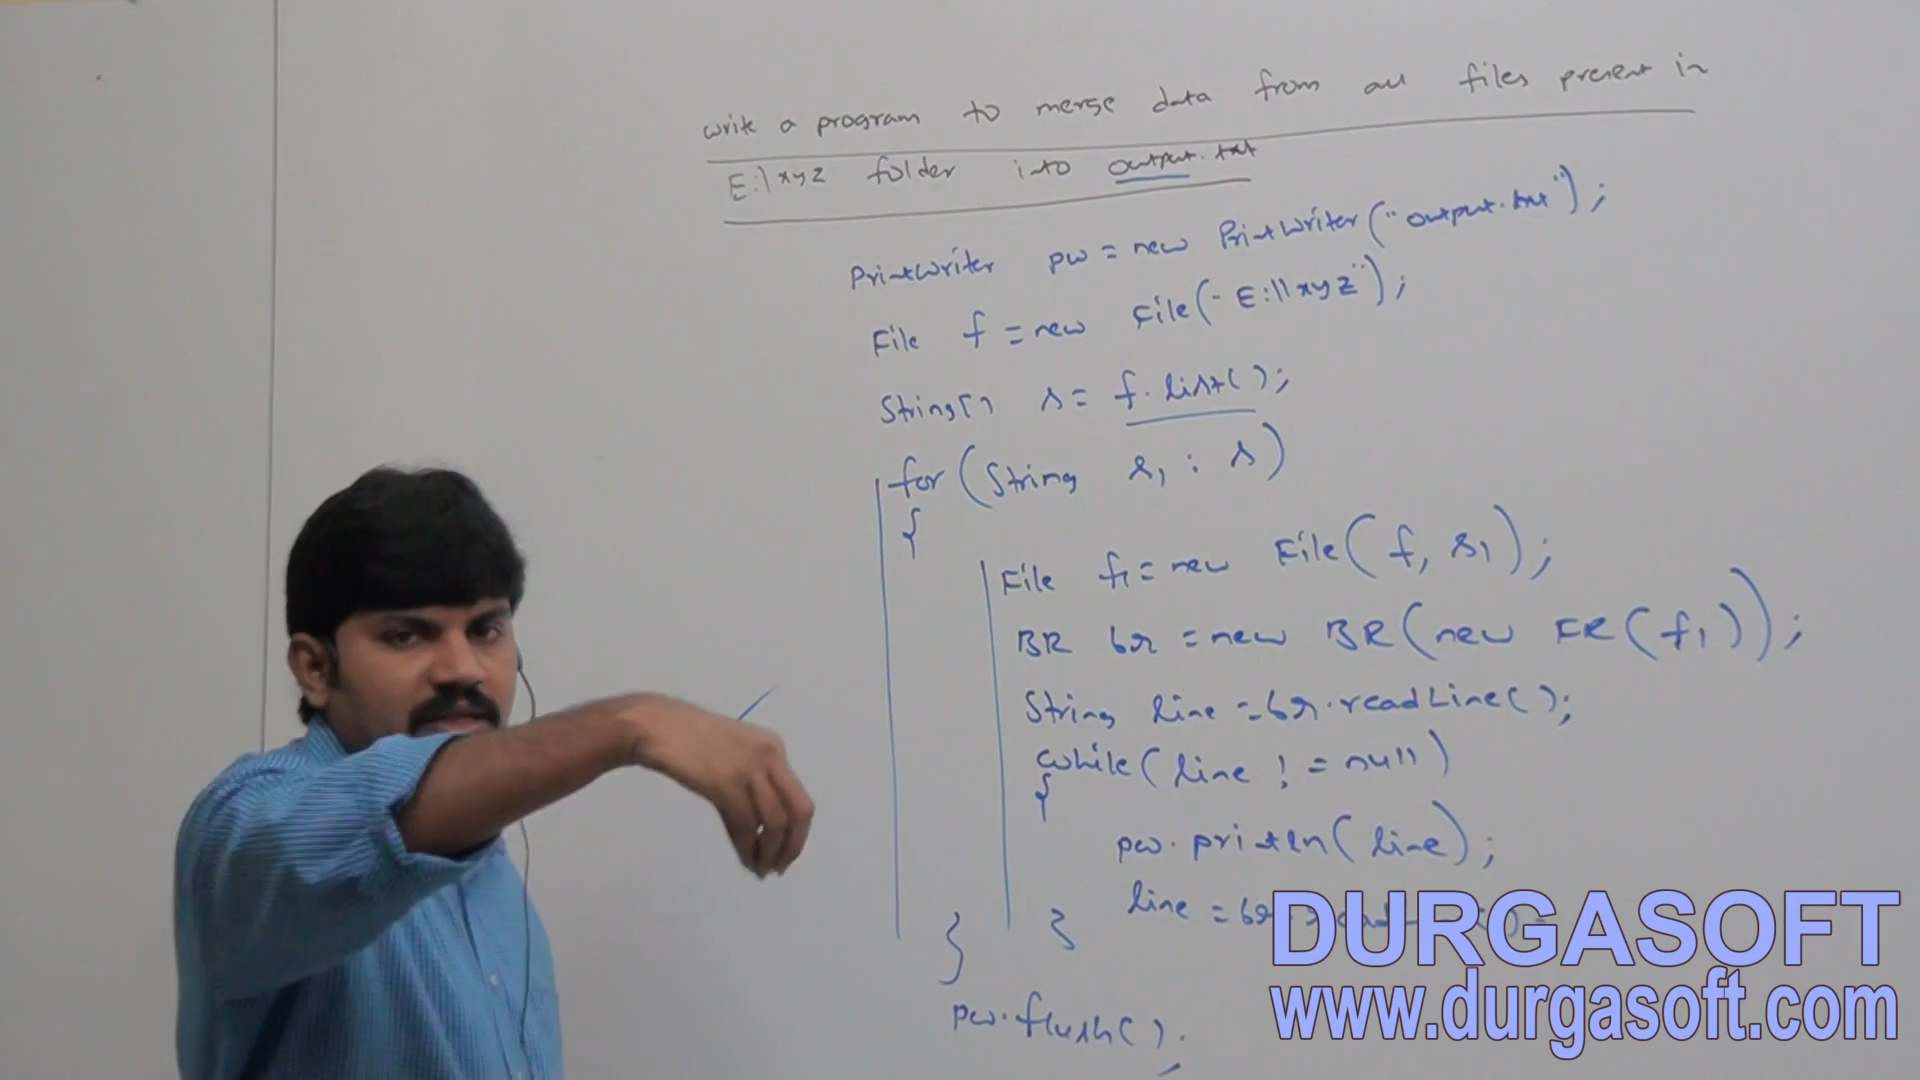 write a program to merge data from all files present in
E:\xyz folder into output.txt
PrintWriter pw = new PrintWriter("output.txt");
File f = new File("E:\\xyz");
String[] s = f.list();
for (String s1 : s)
{
File f1 = new File(f, s1);
BR br = new BR(new FR(f1));
String line = br.readLine();
while(line != null)
{
pw.println(line);
line = br.
}
}
pw.flush();
DURGASOFT
www.durgasoft.com